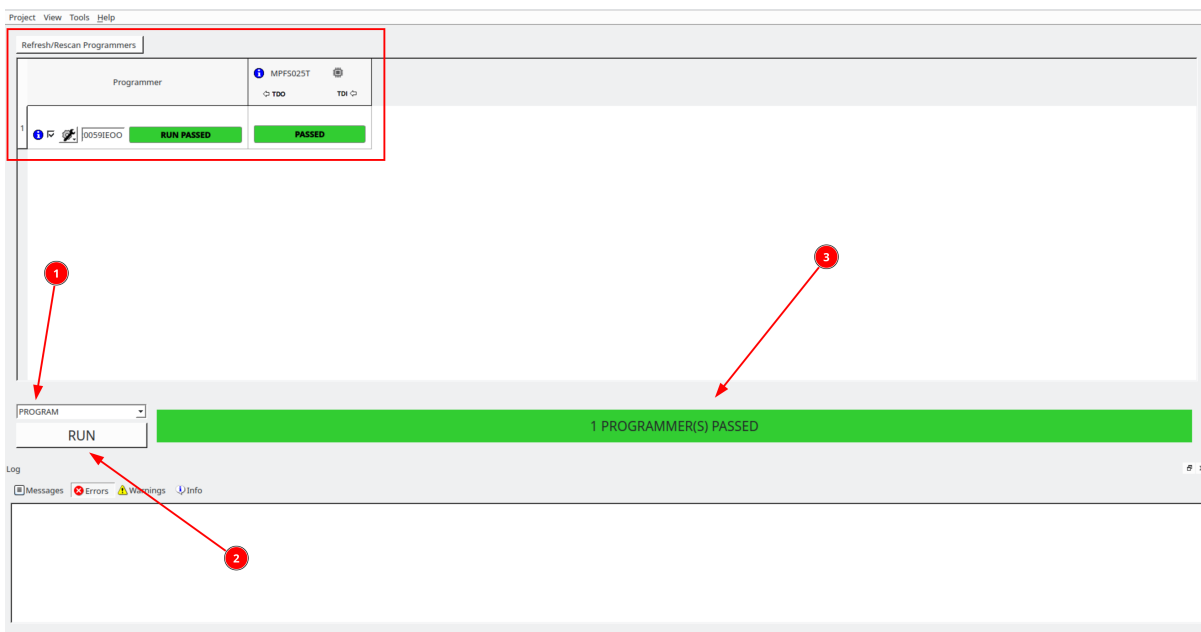 Project View Tools Help
Refresh/Rescan Programmers
Programmer
MPFS025T
TDO TDI
1
0059IEOO RUN PASSED PASSED
1
3
PROGRAM
RUN
1 PROGRAMMER(S) PASSED
Log
Messages Errors Warnings Info
2